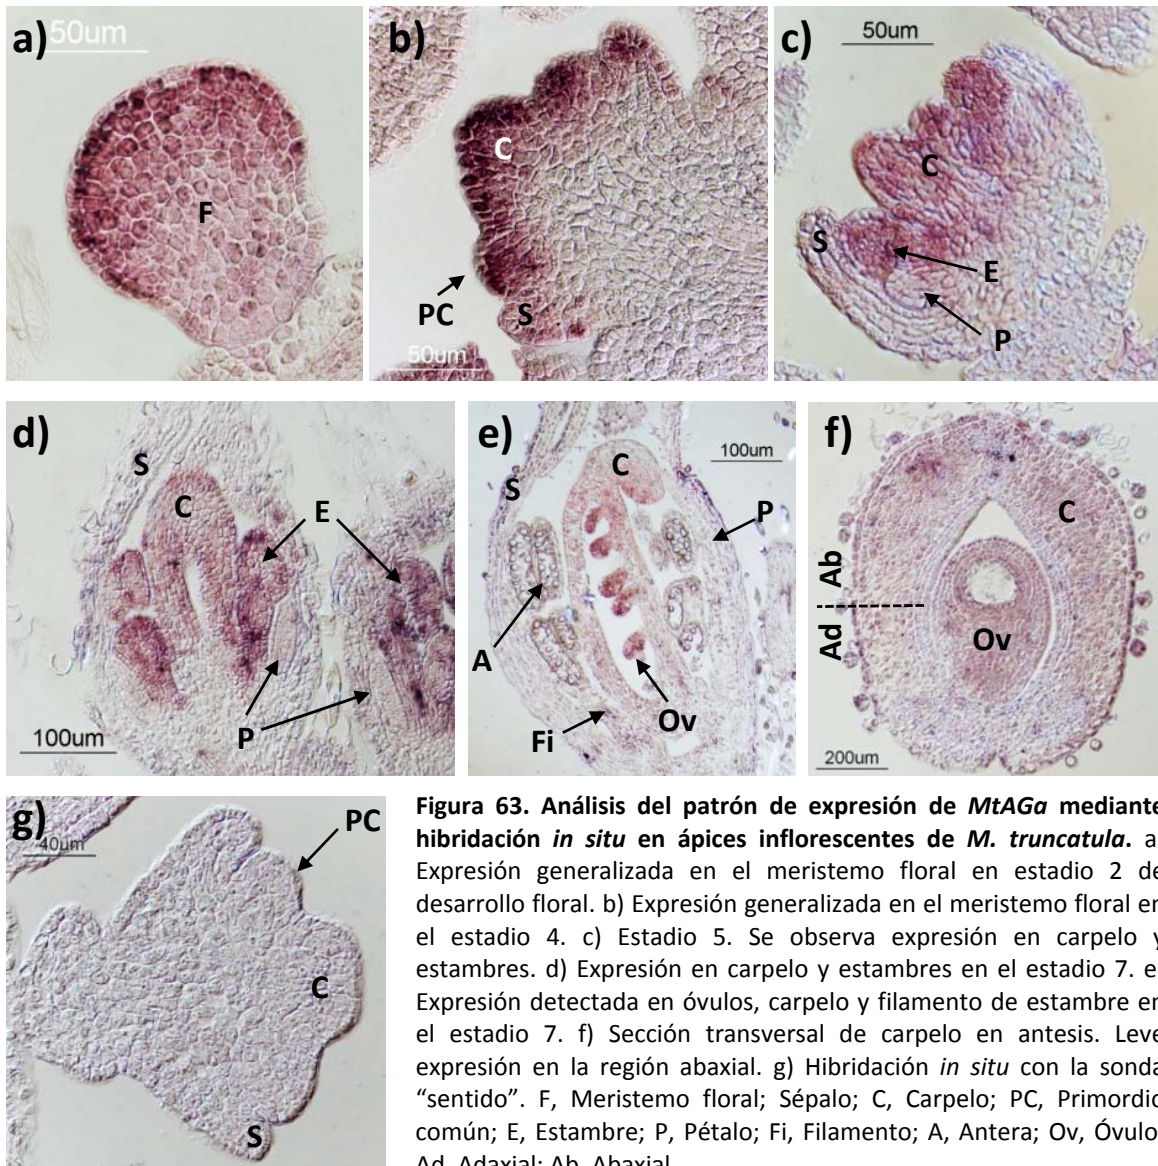 a) 50um
F
b)
C
PC
S
50um
c) 50um
C
S
E
P
d)
S
C
E
P
100um
e)
C
100um
S
P
A
Ov
Fi
f)
C
Ab
Ad
Ov
200um
g)
40um
PC
C
S
Figura 63. Análisis del patrón de expresión de MtAGa mediante
hibridación in situ en ápices inflorescentes de M. truncatula. a
Expresión generalizada en el meristemo floral en estadio 2 de
desarrollo floral. b) Expresión generalizada en el meristemo floral en
el estadio 4. c) Estadio 5. Se observa expresión en carpelo y
estambres. d) Expresión en carpelo y estambres en el estadio 7. e
Expresión detectada en óvulos, carpelo y filamento de estambre en
el estadio 7. f) Sección transversal de carpelo en antesis. Leve
expresión en la región abaxial. g) Hibridación in situ con la sonda
“sentido”. F, Meristemo floral; Sépalo; C, Carpelo; PC, Primordio
común; E, Estambre; P, Pétalo; Fi, Filamento; A, Antera; Ov, Óvulo
Ad, Adaxial; Ab, Abaxial